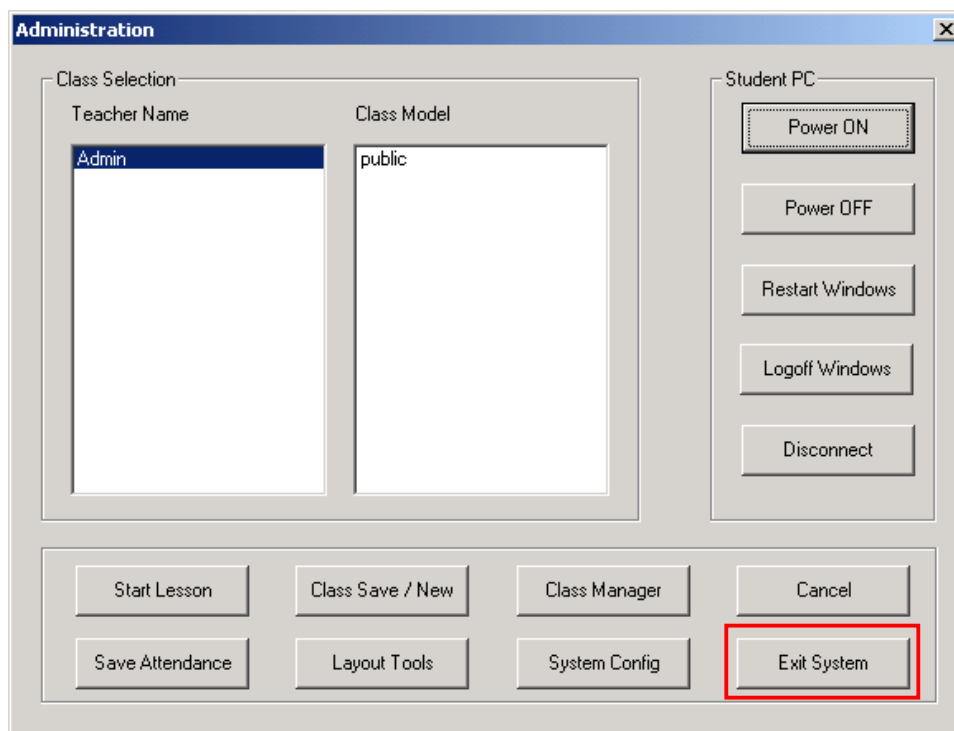 Administration
Class Selection
Teacher Name
Class Model
Admin
public
Student PC
Power ON
Power OFF
Restart Windows
Logoff Windows
Disconnect
Start Lesson
Class Save / New
Class Manager
Cancel
Save Attendance
Layout Tools
System Config
Exit System